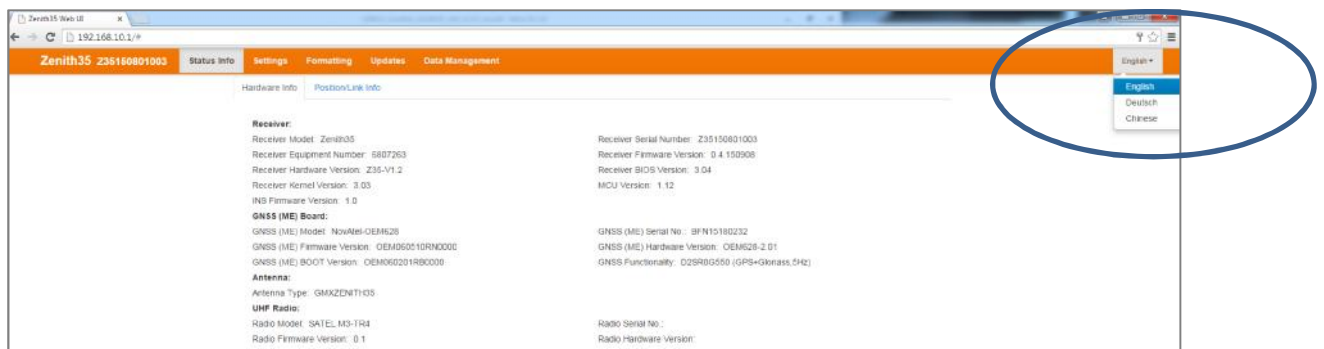 Zenith35 Web UI
192.168.10.1/#
Zenith35 235150801003 Status Info Settings Formatting Updates Data Management English
Hardware Info Position/Link Info
English
Deutsch
Chinese
Receiver:
Receiver Model: Zenith35 Receiver Serial Number: Z35150801003
Receiver Equipment Number: 5807263 Receiver Firmware Version: 0.4.150908
Receiver Hardware Version: Z35-V1.2 Receiver BIOS Version: 3.04
Receiver Kernel Version: 3.03 MCU Version: 1.12
INS Firmware Version: 1.0
GNSS (ME) Board:
GNSS (ME) Model: NovAtel-OEM628 GNSS (ME) Serial No.: BFN15180232
GNSS (ME) Firmware Version: OEM060510RN0000 GNSS (ME) Hardware Version: OEM628-2.01
GNSS (ME) BOOT Version: OEM060201RB0000 GNSS Functionality: D2SR0G550 (GPS+Glonass,5Hz)
Antenna:
Antenna Type: GMXZENITH35
UHF Radio:
Radio Model: SATEL M3-TR4 Radio Serial No.:
Radio Firmware Version: 0.1 Radio Hardware Version: